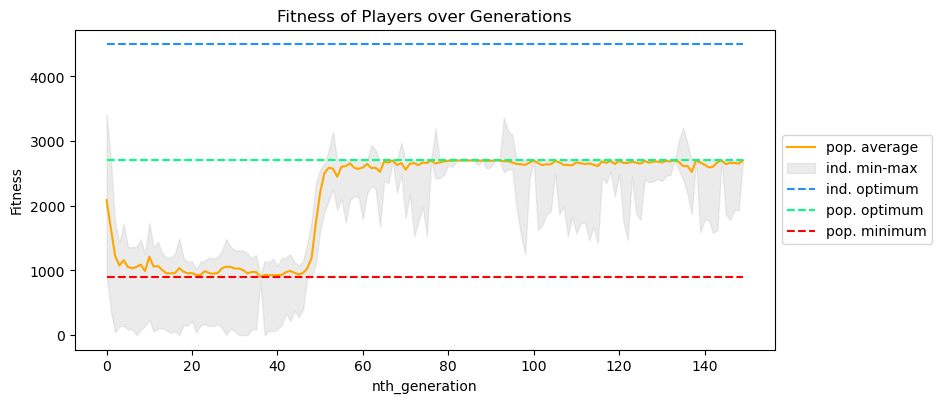 Fitness of Players over Generations
Fitness
4000
3000
2000
1000
0
0 20 40 60 80 100 120 140
nth_generation
pop. average
ind. min-max
ind. optimum
pop. optimum
pop. minimum